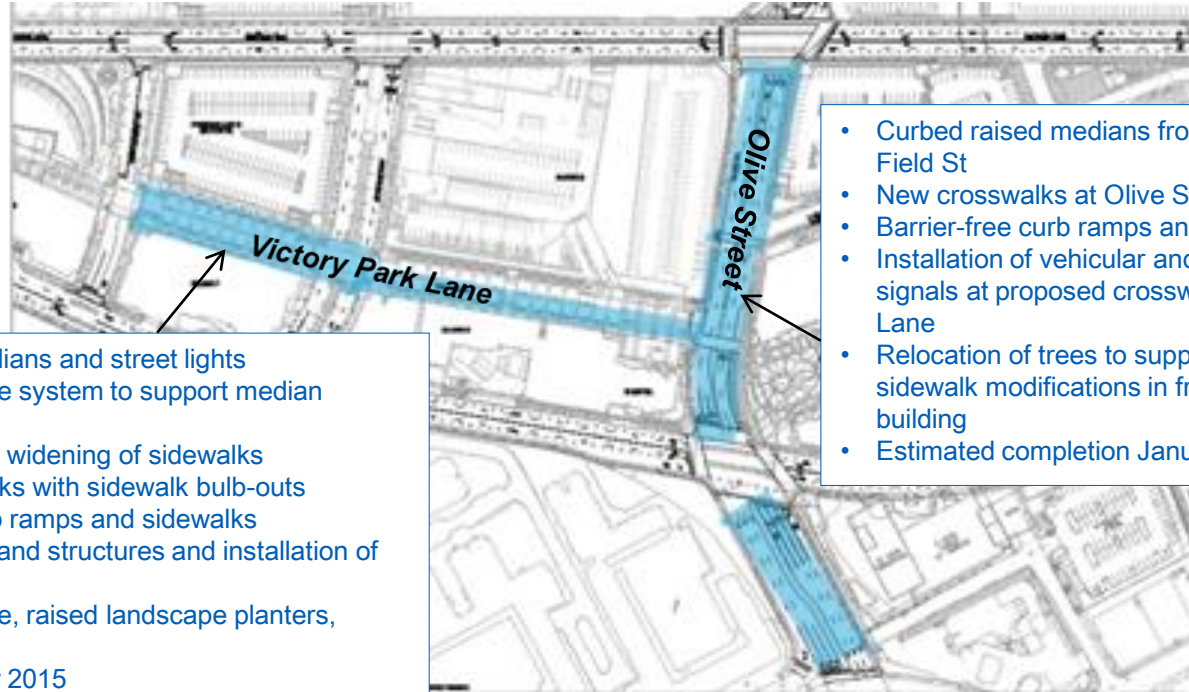 Olive Street
Victory Park Lane
• Curbed raised medians fro
Field St
• New crosswalks at Olive S
• Barrier-free curb ramps an
• Installation of vehicular and
signals at proposed crossw
Lane
• Relocation of trees to supp
sidewalk modifications in fr
building
• Estimated completion Janu
dians and street lights
e system to support median
widening of sidewalks
ks with sidewalk bulb-outs
o ramps and sidewalks
and structures and installation of
e, raised landscape planters,
2015